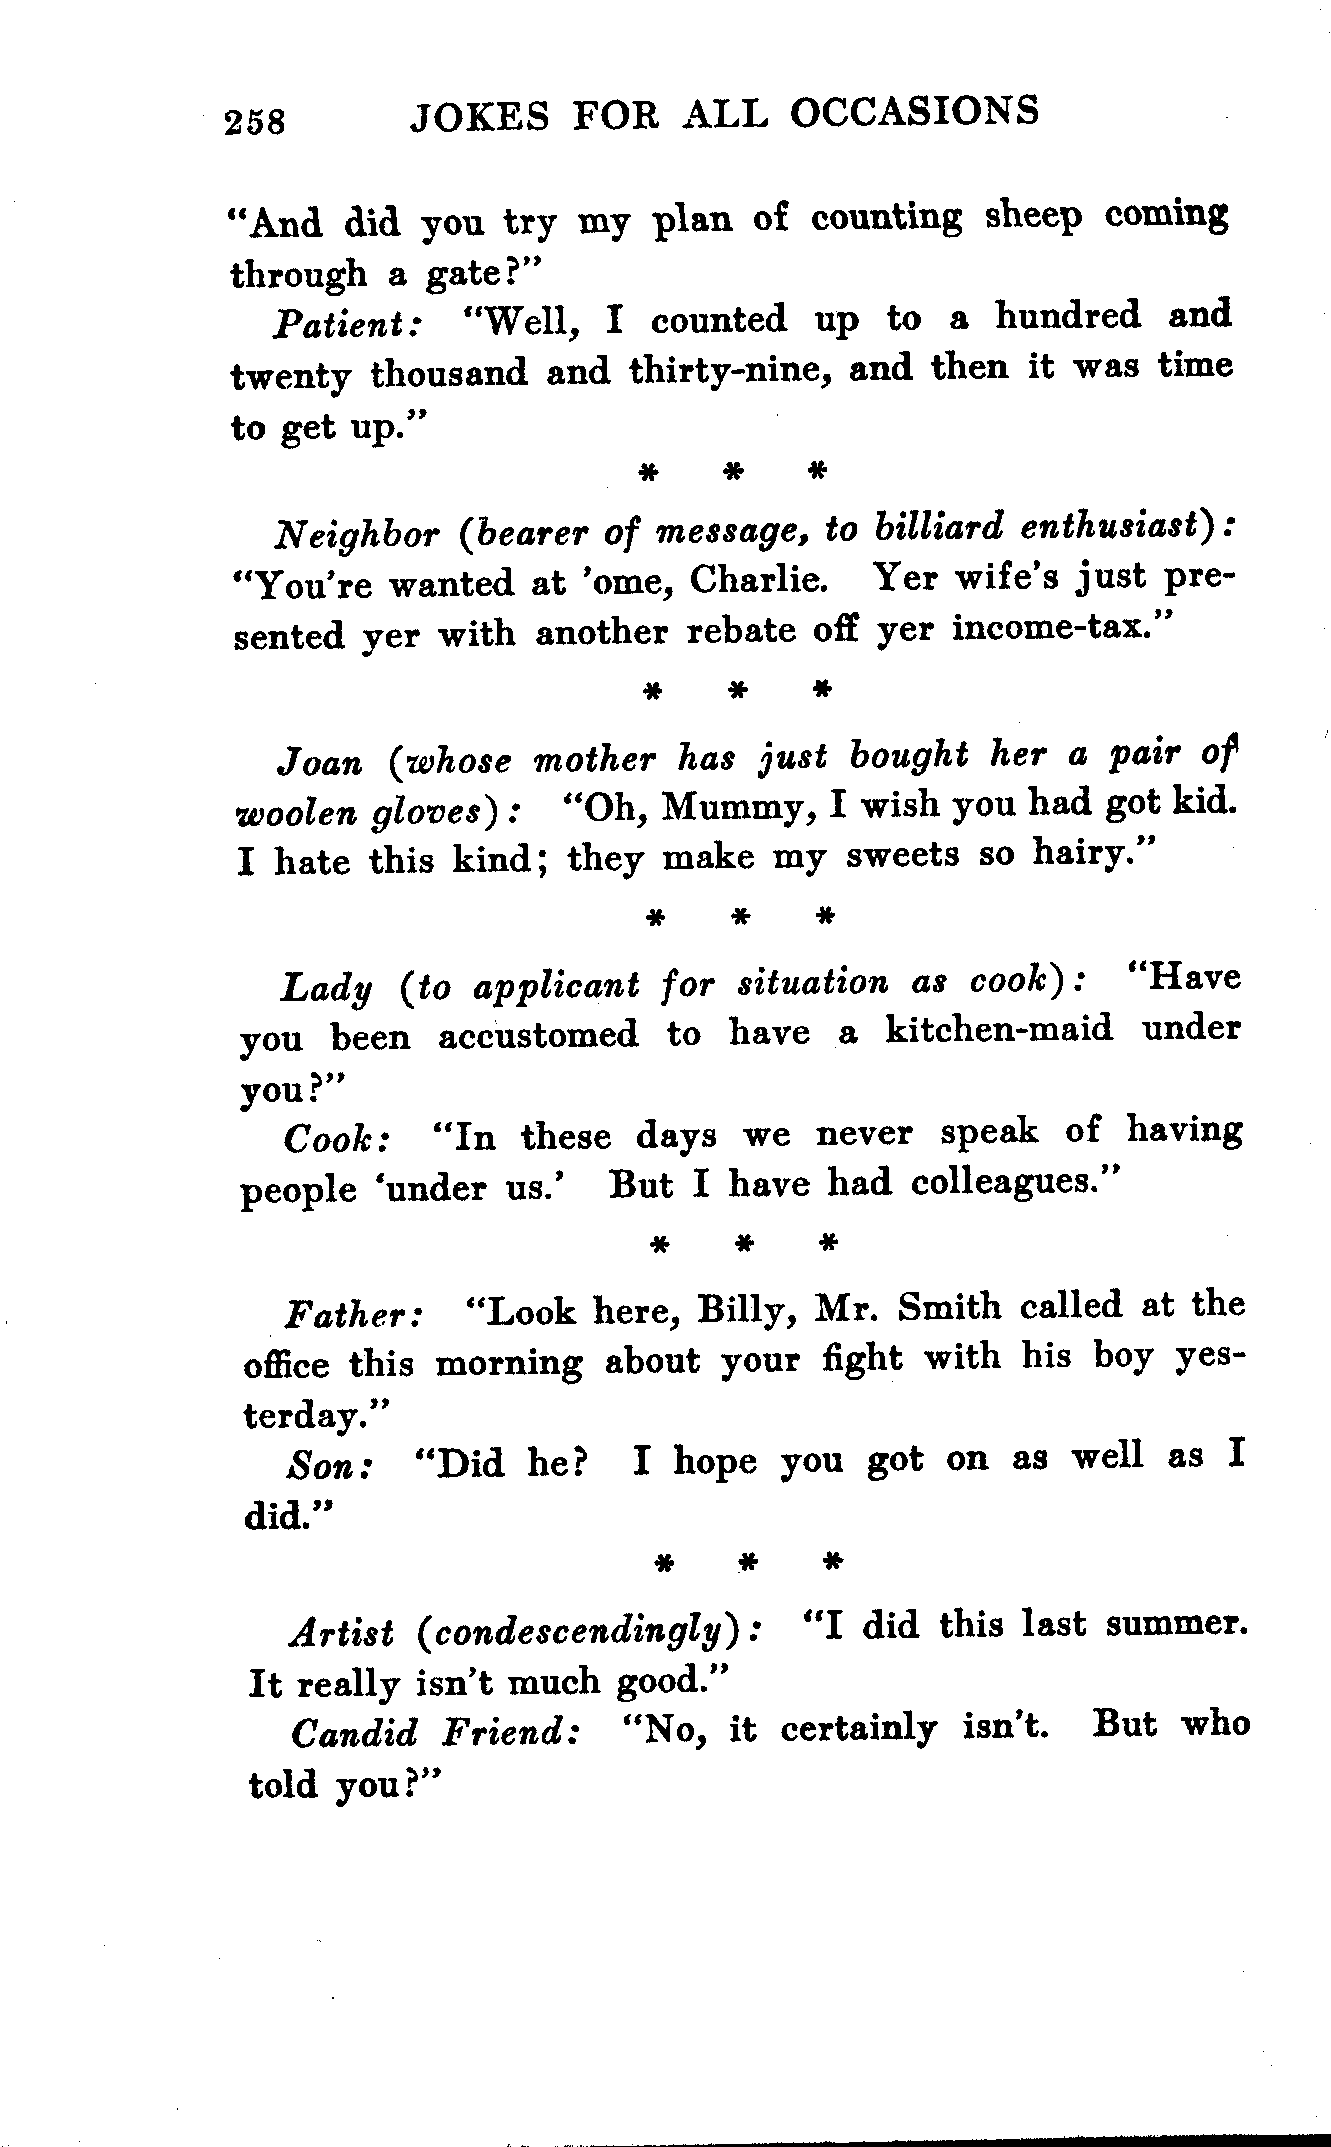 258 JOKES FOR ALL OCCASIONS
“And did you try my plan of counting sheep coming
through a gate?”
Patient: “Well, I counted up to a hundred and
twenty thousand and thirty-nine, and then it was time
to get up.”
* * *
Neighbor (bearer of message, to billiard enthusiast):
“You're wanted at 'ome, Charlie. Yer wife's just pre-
sented yer with another rebate off yer income-tax.”
* * *
Joan (whose mother has just bought her a pair of
woolen gloves): “Oh, Mummy, I wish you had got kid.
I hate this kind; they make my sweets so hairy.”
* * *
Lady (to applicant for situation as cook): “Have
you been accustomed to have a kitchen-maid under
you?”
Cook: “In these days we never speak of having
people ‘under us.’ But I have had colleagues.”
* * *
Father: “Look here, Billy, Mr. Smith called at the
office this morning about your fight with his boy yes-
terday.”
Son: “Did he? I hope you got on as well as I
did.”
* * *
Artist (condescendingly): “I did this last summer.
It really isn't much good.”
Candid Friend: “No, it certainly isn't. But who
told you?”